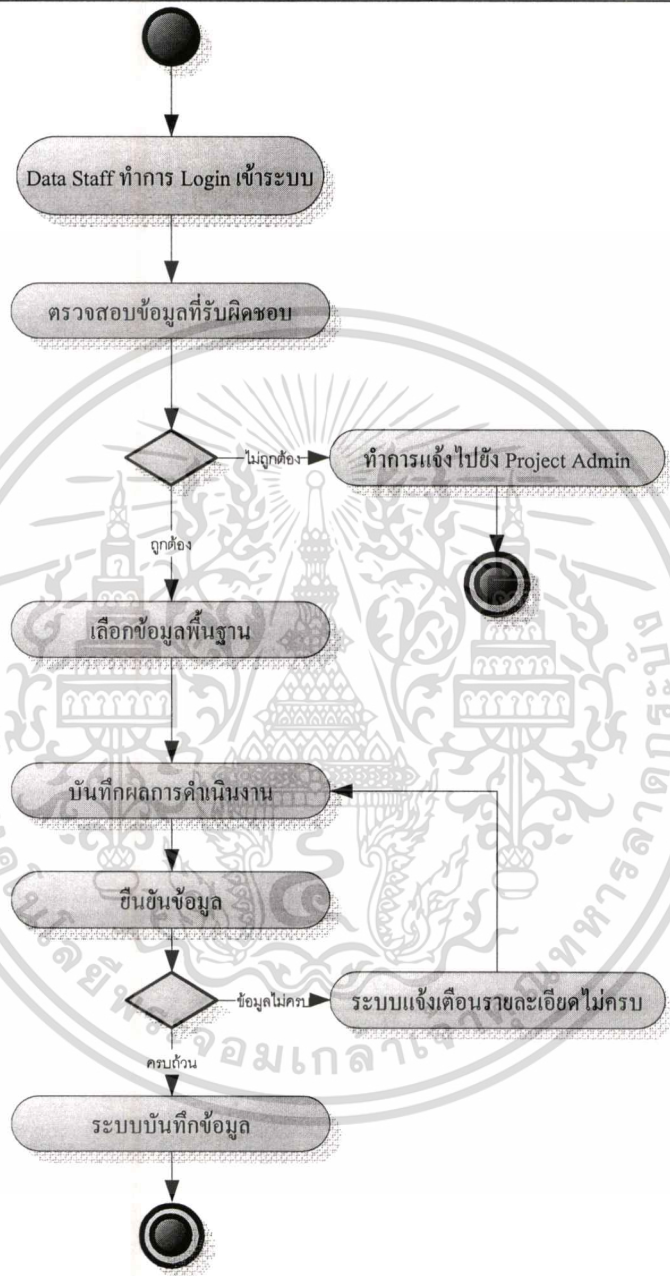 Data Staff ทำการ Login เข้าระบบ
ตรวจสอบข้อมูลที่รับผิดชอบ
ไม่ถูกต้อง
ทำการแจ้งไปยัง Project Admin
ถูกต้อง
เลือกข้อมูลพื้นฐาน
บันทึกผลการดำเนินงาน
ยืนยันข้อมูล
ข้อมูลไม่ครบ
ระบบแจ้งเตือนรายละเอียดไม่ครบ
ครบถ้วน
ระบบบันทึกข้อมูล